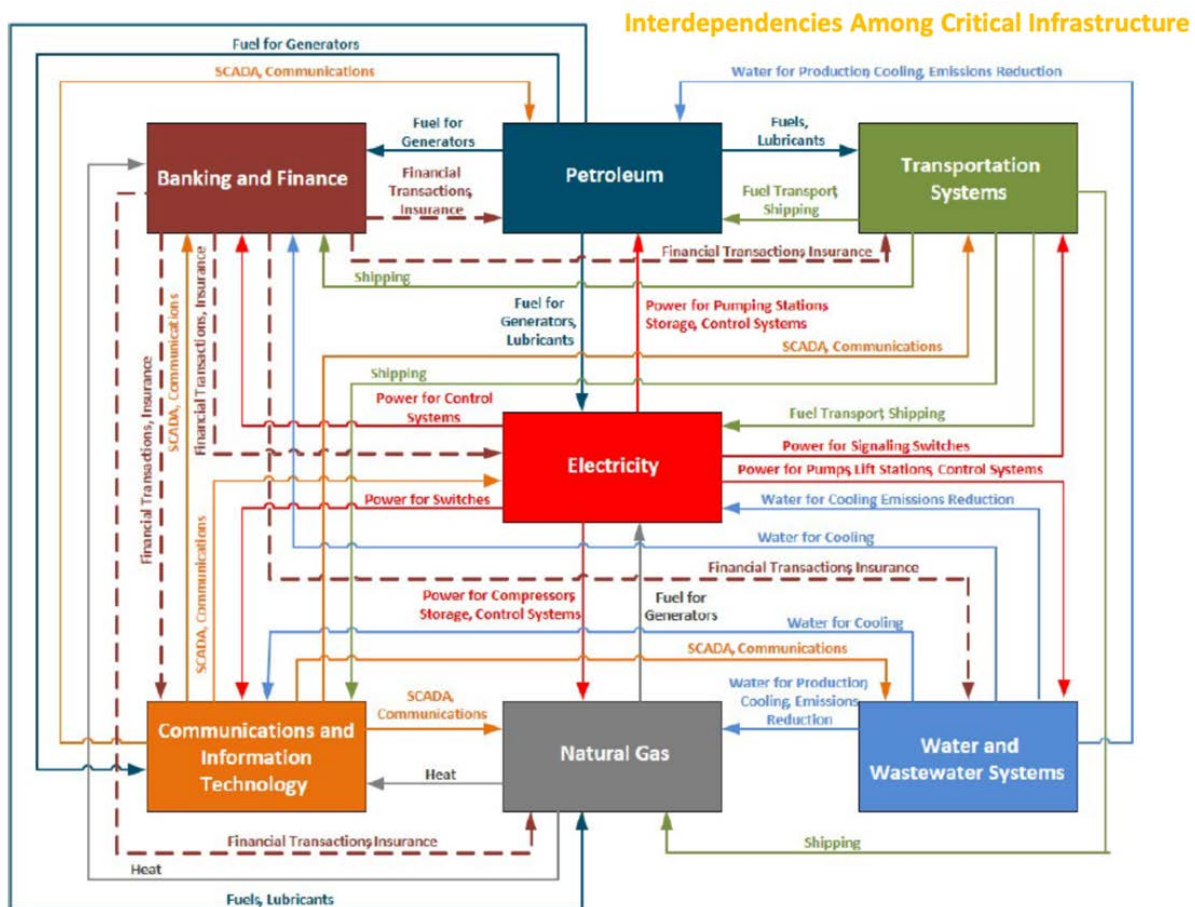 Interdependencies Among Critical Infrastructure
Fuel for Generators
SCADA, Communications
Water for Production, Cooling, Emissions Reduction
Banking and Finance
Fuel for
Generators
Financial
Transactions,
Insurance
Petroleum
Fuels,
Lubricants
Fuel Transport,
Shipping
Transportation
Systems
Financial Transactions, Insurance
Shipping
Fuel for
Generators,
Lubricants
Power for Pumping Stations
Storage, Control Systems
SCADA, Communications
Shipping
Financial Transactions, Insurance
SCADA, Communications
Financial Transactions, Insurance
Power for Control
Systems
Fuel Transport, Shipping
Electricity
Power for Signaling Switches
Power for Pumps, Lift Stations, Control Systems
Power for Switches
Water for Cooling Emissions Reduction
Water for Cooling
Financial Transactions, Insurance
SCADA, Communications
Power for Compressors,
Storage, Control Systems
Fuel for
Generators
Water for Cooling
SCADA, Communications
Communications and
Information
Technology
SCADA,
Communications
Heat
Natural Gas
Water for Production,
Cooling, Emissions
Reduction
Water and
Wastewater Systems
Financial Transactions, Insurance
Shipping
Heat
Fuels, Lubricants